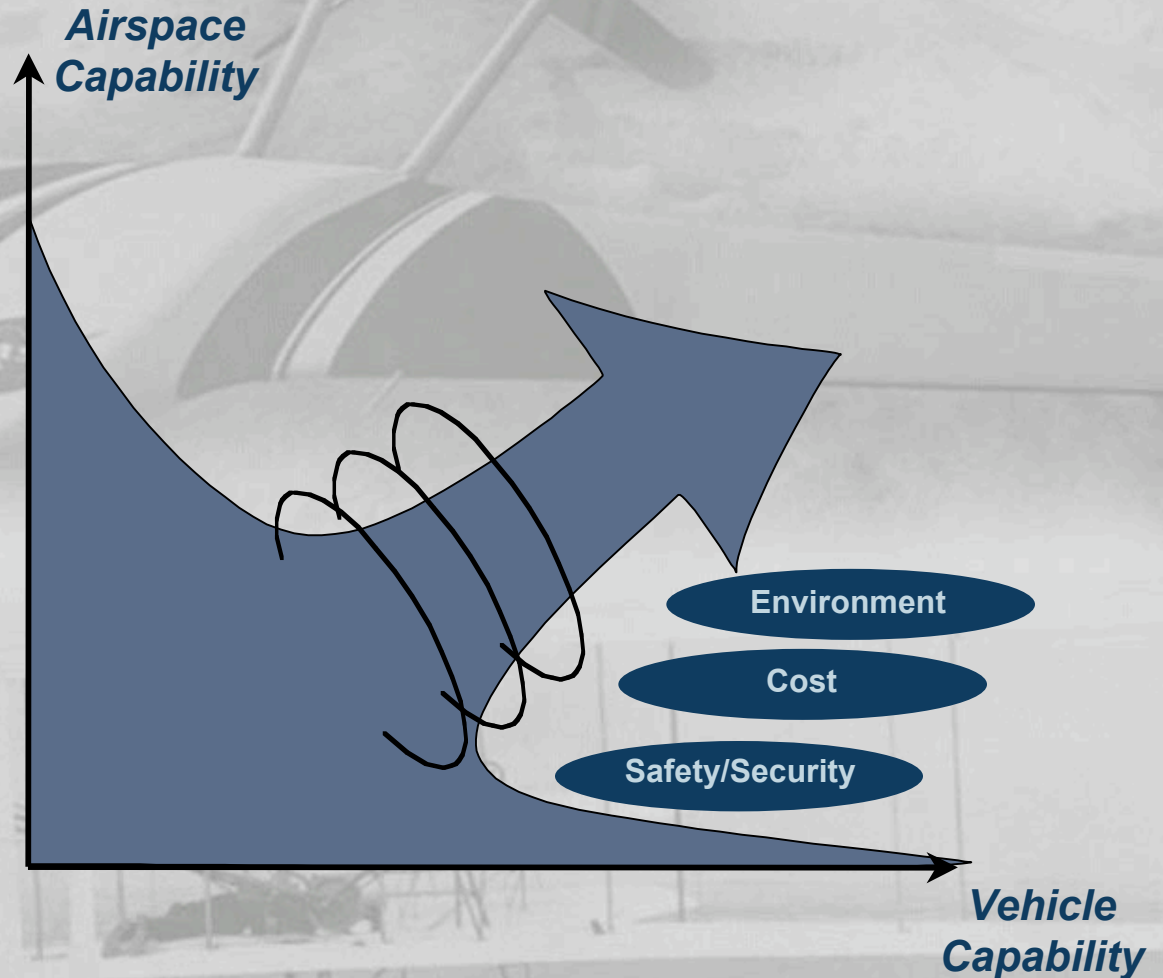 Airspace
Capability
Environment
Cost
Safety/Security
Vehicle
Capability